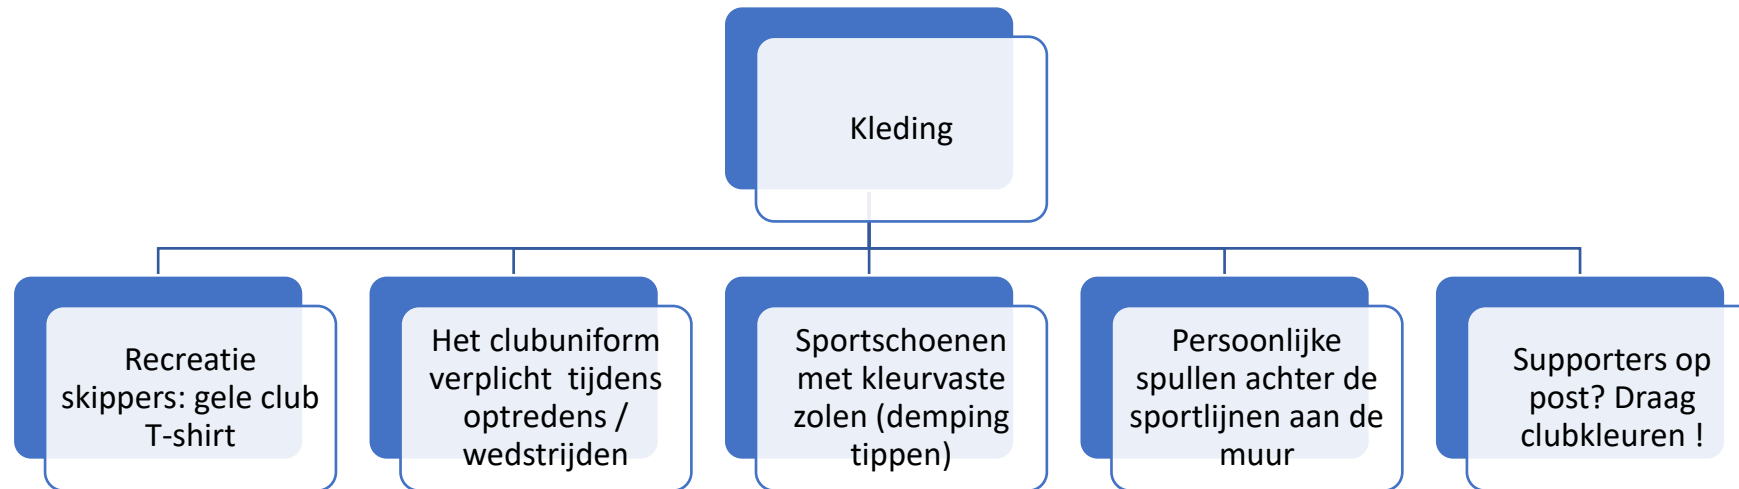 Kleding
Recreatie
skippers: gele club
T-shirt
Het clubuniform
verplicht  tijdens
optredens /
wedstrijden
Sportschoenen
met kleurvaste
zolen (demping
tippen)
Persoonlijke
spullen achter de
sportlijnen aan de
muur
Supporters op
post? Draag
clubkleuren !